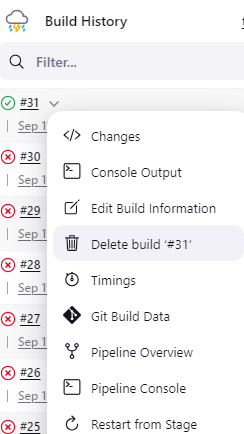 Build History
Filter...
#31
Sep 1
Changes
#30
Console Output
Sep 1
Edit Build Information
#29
Sep 1
Delete build ‘#31’
#28
Timings
Sep 1
Git Build Data
#27
Sep 1
Pipeline Overview
#26
Pipeline Console
Sep 1
Restart from Stage
#25